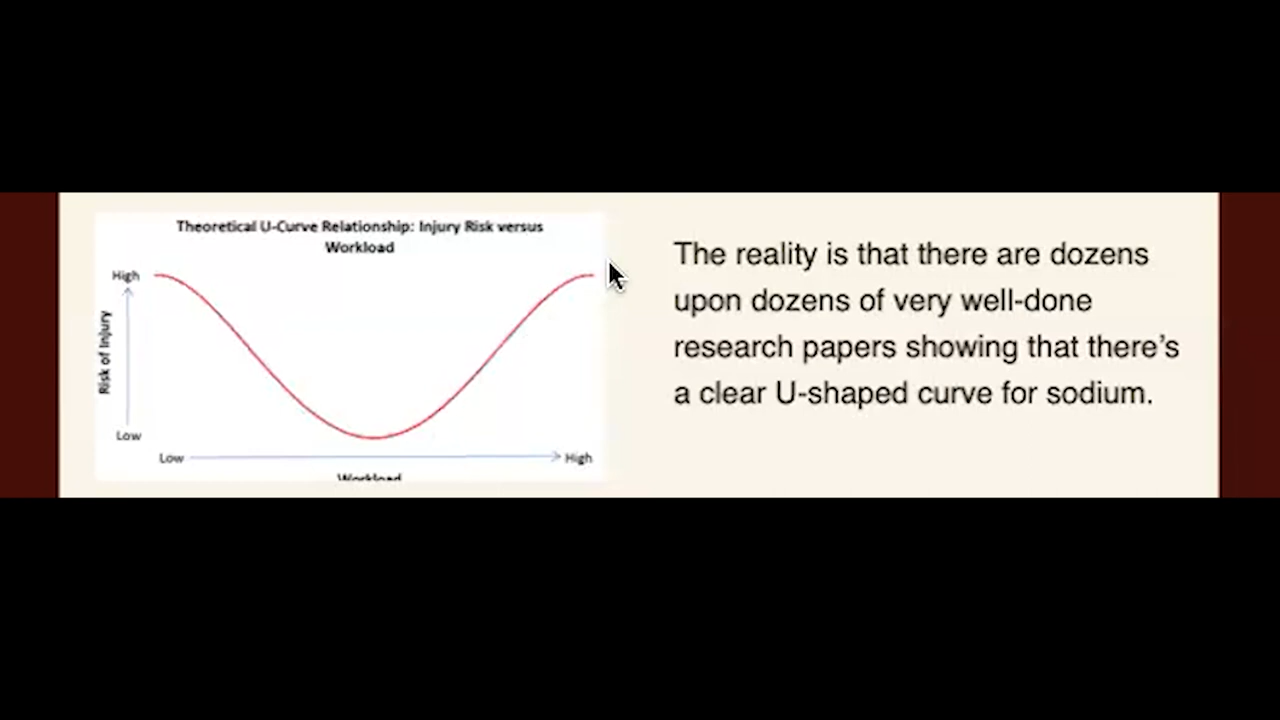 Theoretical U-Curve Relationship: Injury Risk versus
Workload
High
Risk of Injury
Low
Low
High
Workload
The reality is that there are dozens
upon dozens of very well-done
research papers showing that there’s
a clear U-shaped curve for sodium.